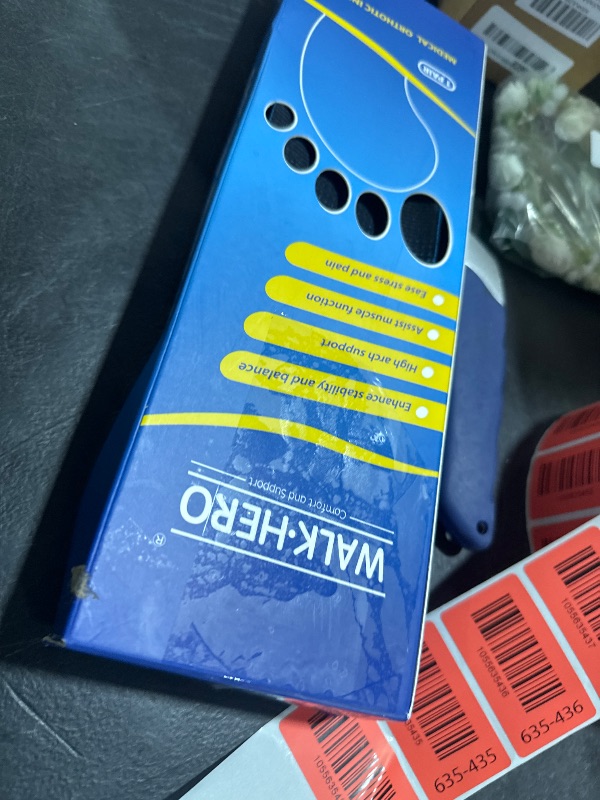 WALK·HERO
®
Comfort and Support
Enhance stability and balance
High arch support
Assist muscle function
Ease stress and pain
1 PAIR
MEDICAL ORTHOTIC
1055635437
1055635436
635-436
635-435